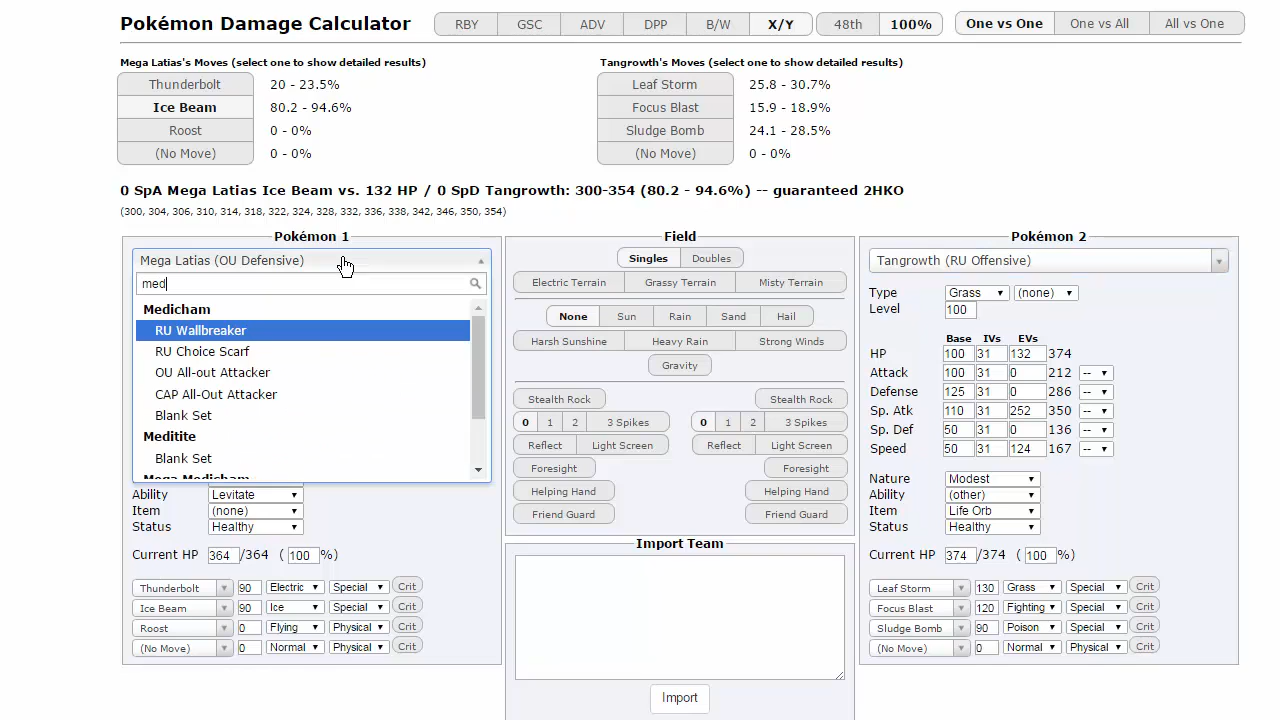 Pokémon Damage Calculator
RBY GSC ADV DPP B/W X/Y 48th 100% One vs One One vs All All vs One
Mega Latias's Moves (select one to show detailed results)
Thunderbolt 20 - 23.5%
Ice Beam 80.2 - 94.6%
Roost 0 - 0%
(No Move) 0 - 0%
Tangrowth's Moves (select one to show detailed results)
Leaf Storm 25.8 - 30.7%
Focus Blast 15.9 - 18.9%
Sludge Bomb 24.1 - 28.5%
(No Move) 0 - 0%
0 SpA Mega Latias Ice Beam vs. 132 HP / 0 SpD Tangrowth: 300-354 (80.2 - 94.6%) -- guaranteed 2HKO
(300, 304, 306, 310, 314, 318, 322, 324, 328, 332, 336, 338, 342, 346, 350, 354)
Pokémon 1
Mega Latias (OU Defensive)
med
Medicham
RU Wallbreaker
RU Choice Scarf
OU All-out Attacker
CAP All-Out Attacker
Blank Set
Meditite
Blank Set
Mega Medicham
Ability Levitate
Item (none)
Status Healthy
Current HP 364 /364 ( 100 %)
Thunderbolt 90 Electric Special Crit
Ice Beam 90 Ice Special Crit
Roost 0 Flying Physical Crit
(No Move) 0 Normal Physical Crit
Field
Singles Doubles
Electric Terrain Grassy Terrain Misty Terrain
None Sun Rain Sand Hail
Harsh Sunshine Heavy Rain Strong Winds
Gravity
Stealth Rock Stealth Rock
0 1 2 3 Spikes 0 1 2 3 Spikes
Reflect Light Screen Reflect Light Screen
Foresight Foresight
Helping Hand Helping Hand
Friend Guard Friend Guard
Import Team
Import
Pokémon 2
Tangrowth (RU Offensive)
Type Grass (none)
Level 100
Base IVs EVs
HP 100 31 132 374
Attack 100 31 0 212 --
Defense 125 31 0 286 --
Sp. Atk 110 31 252 350 --
Sp. Def 50 31 0 136 --
Speed 50 31 124 167 --
Nature Modest
Ability (other)
Item Life Orb
Status Healthy
Current HP 374 /374 ( 100 %)
Leaf Storm 130 Grass Special Crit
Focus Blast 120 Fighting Special Crit
Sludge Bomb 90 Poison Special Crit
(No Move) 0 Normal Physical Crit